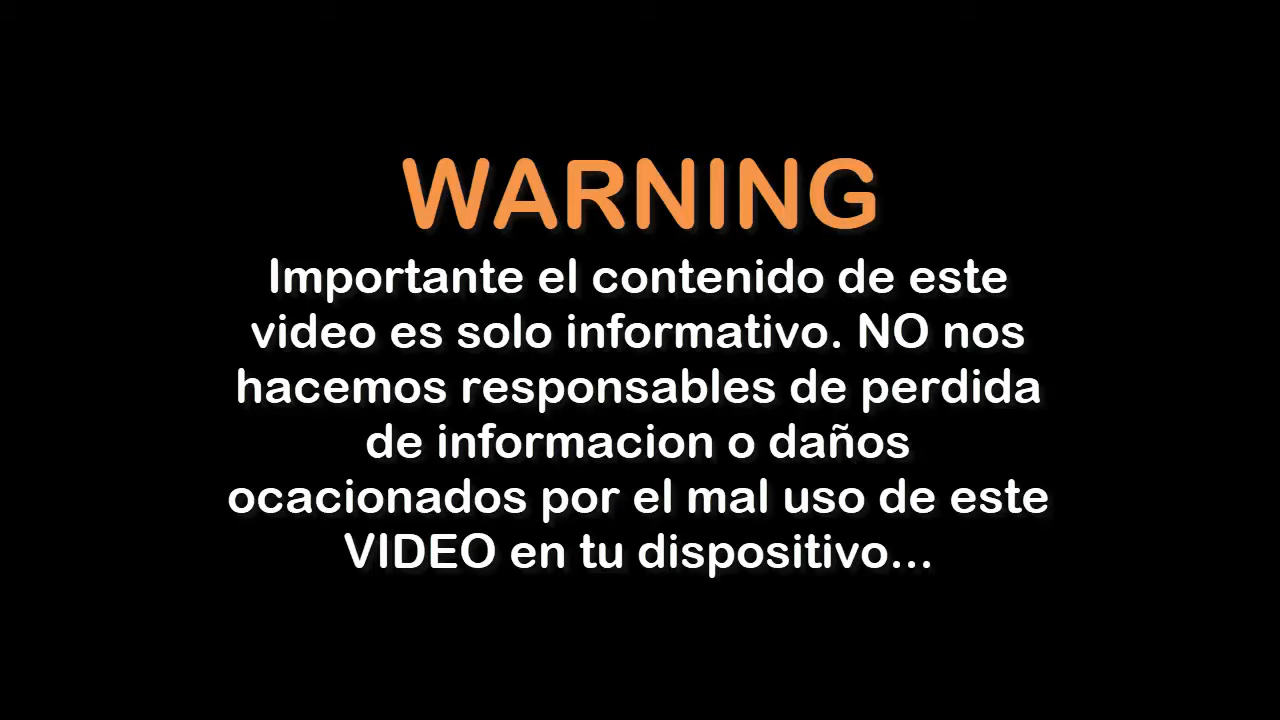 WARNING
Importante el contenido de este
video es solo informativo. NO nos
hacemos responsables de perdida
de informacion o daños
ocacionados por el mal uso de este
VIDEO en tu dispositivo...